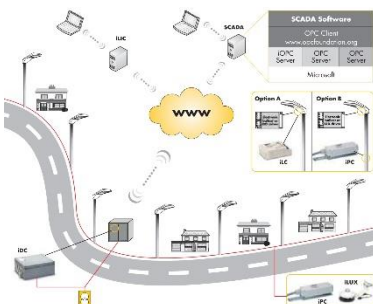 iLIC
SCADA
SCADA Software
OPC Client
www.opcfoundation.org
iOPC Server
OPC Server
OPC Server
Microsoft
www
Option A
Option B
iLC
iPC
iDC
iLUX
iPC